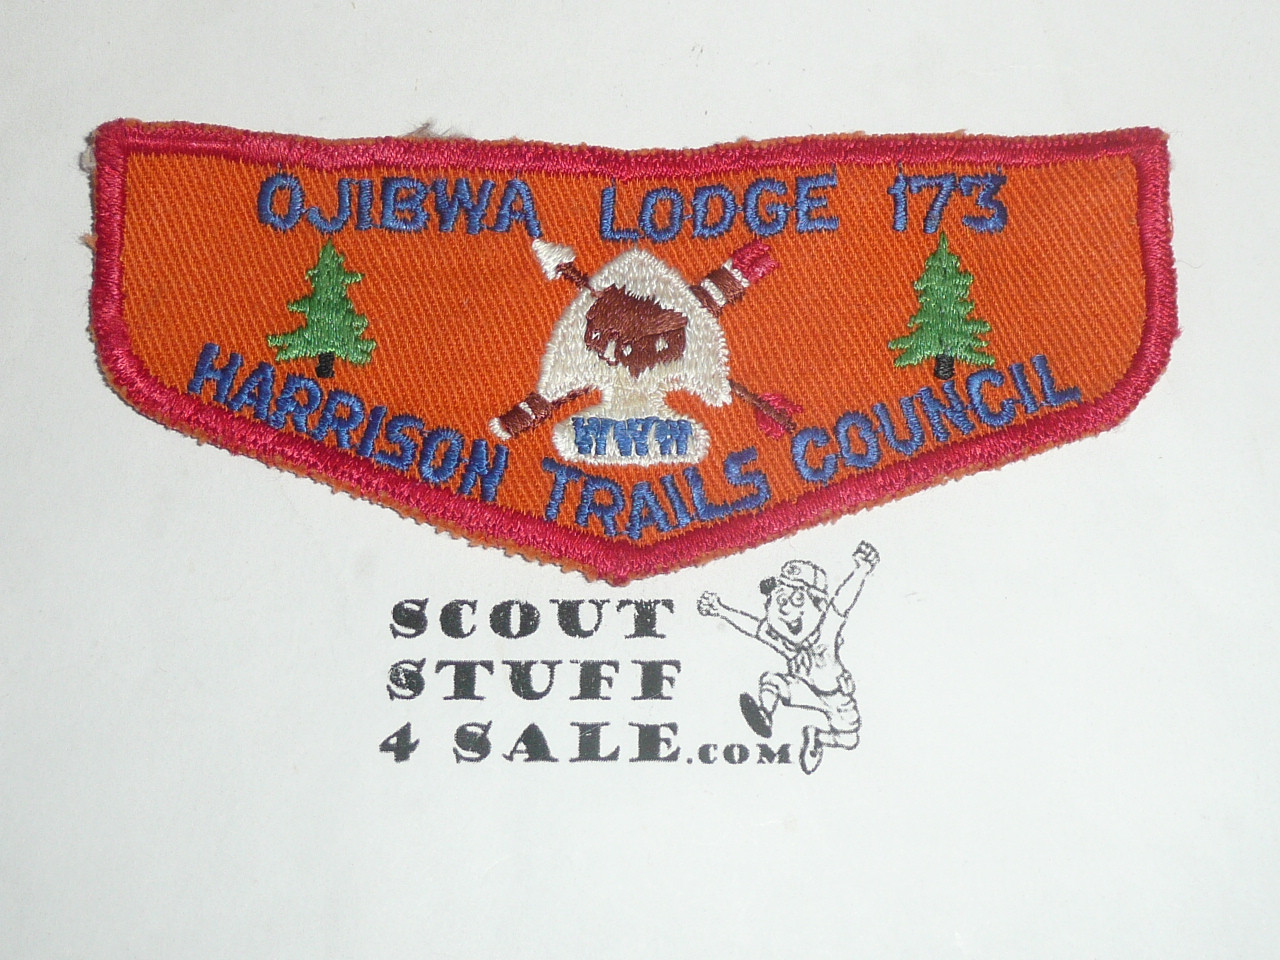 OJIBWA LODGE 173
WWW
HARRISON TRAILS COUNCIL
SCOUT
STUFF
4 SALE.COM